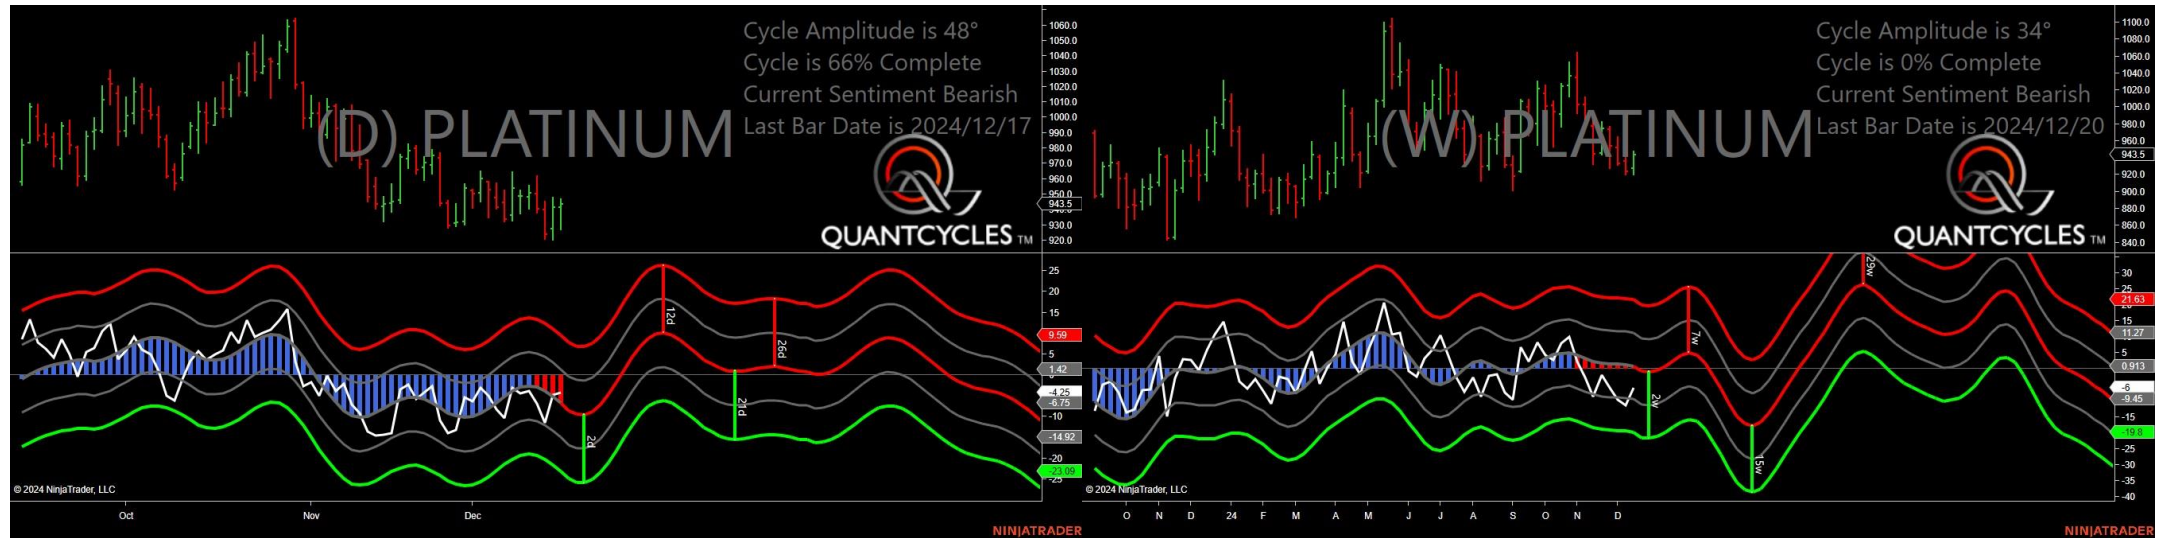 Cycle Amplitude is 48°
Cycle is 66% Complete
Current Sentiment Bearish
Last Bar Date is 2024/12/17
(D) PLATINUM
QUANTCYCLES TM
1060.0
1050.0
1040.0
1030.0
1020.0
1010.0
1000.0
990.0
980.0
970.0
960.0
950.0
943.5
930.0
920.0
25
20
15
9.59
5
1.42
-4.25
-6.75
-10
-14.92
-20
-23.09
-25
12d
26d
21d
2d
© 2024 NinjaTrader, LLC
Oct Nov Dec
NINJATRADER
Cycle Amplitude is 34°
Cycle is 0% Complete
Current Sentiment Bearish
Last Bar Date is 2024/12/20
(W) PLATINUM
QUANTCYCLES TM
1100.0
1080.0
1060.0
1040.0
1020.0
1000.0
980.0
960.0
943.5
920.0
900.0
880.0
860.0
840.0
30
25
21.63
15
11.27
5
0.913
-6
-9.45
-15
-19.8
-25
-30
-35
-40
29w
7w
2w
15w
© 2024 NinjaTrader, LLC
O N D 24 F M A M J J A S O N D
NINJATRADER